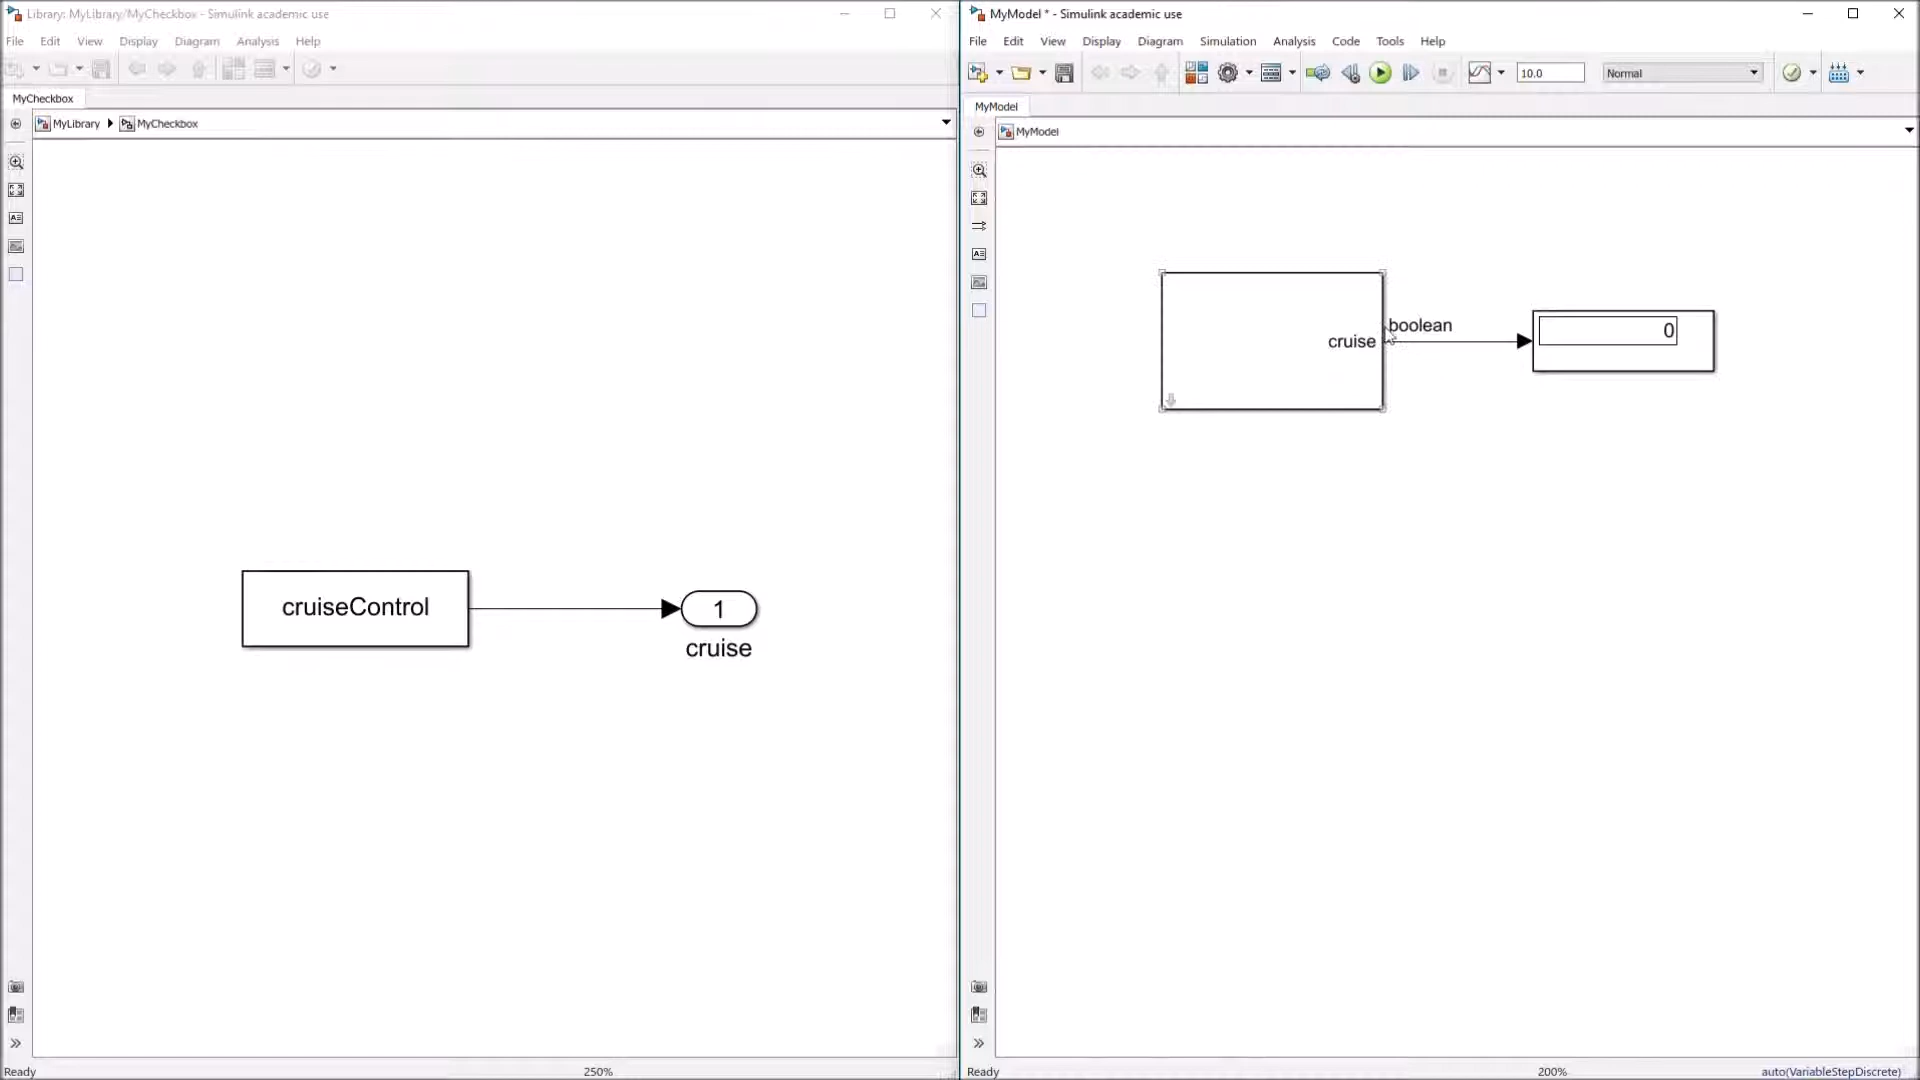 Library: MyLibrary/MyCheckbox - Simulink academic use
File Edit View Display Diagram Analysis Help
MyCheckbox
MyLibrary MyCheckbox
cruiseControl
1
cruise
Ready 250%
MyModel * - Simulink academic use
File Edit View Display Diagram Simulation Analysis Code Tools Help
10.0 Normal
MyModel
MyModel
boolean
cruise
0
Ready 200% auto(VariableStepDiscrete)